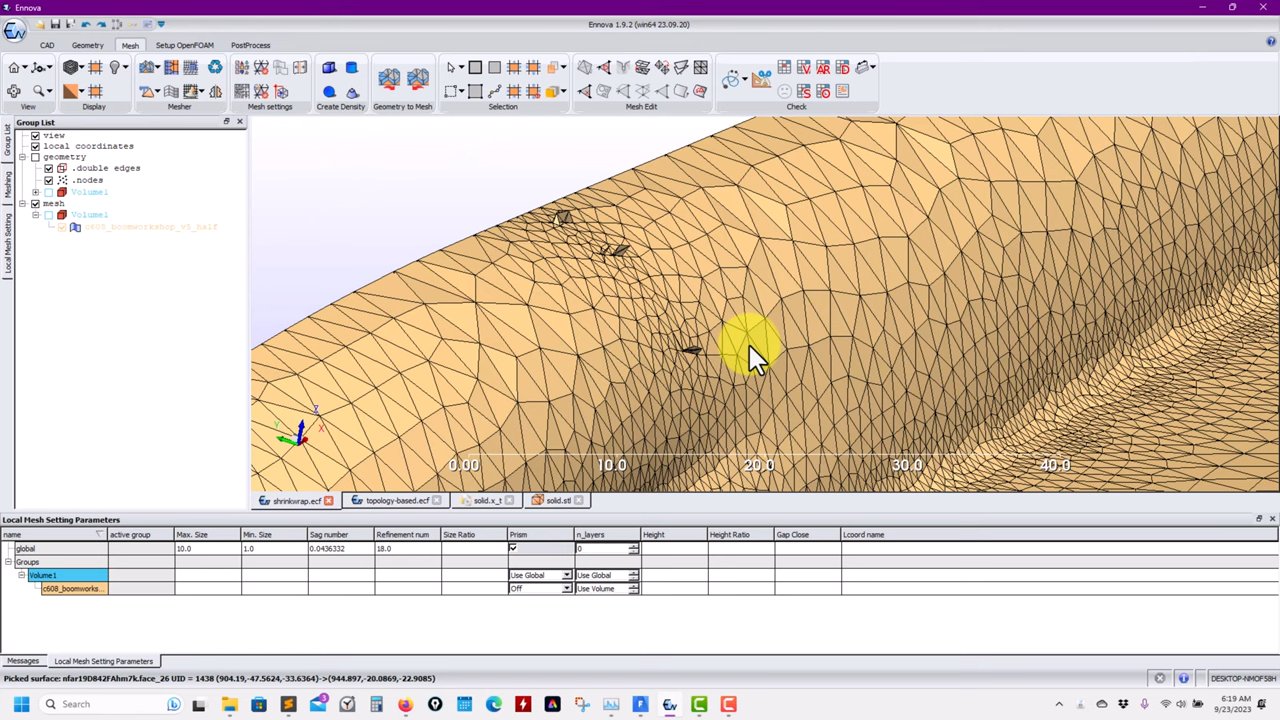 Ennova
Ennova 1.9.2 (win64 23.09.20)
CAD Geometry Mesh Setup OpenFOAM PostProcess
View Display Mesher Mesh settings Create Density Geometry to Mesh Selection Mesh Edit Check
Group List
Group List
Meshing
Local Mesh Setting
view
local coordinates
geometry
.double edges
.nodes
Volume1
mesh
Volume1
c608_boomworkshop_v5_half
Z
Y
X
0.00 10.0 20.0 30.0 40.0
shrinkwrap.ecf topology-based.ecf solid.x_t solid.stl
Local Mesh Setting Parameters
name active group Max. Size Min. Size Sag number Refinement num Size Ratio Prism n_layers Height Height Ratio Gap Close Lcoord name
global 10.0 1.0 0.0436332 18.0 0
Groups
Volume1 Use Global Use Global
c608_boomworks... Off Use Volume
Messages Local Mesh Setting Parameters
Picked surface: nfar19D842FAhm7k.face_26 UID = 1438 (904.19,-47.5624,-33.6364)->(944.897,-20.0869,-22.9085)
DESKTOP-NMOF58H
Search
3
6:19 AM
9/23/2023